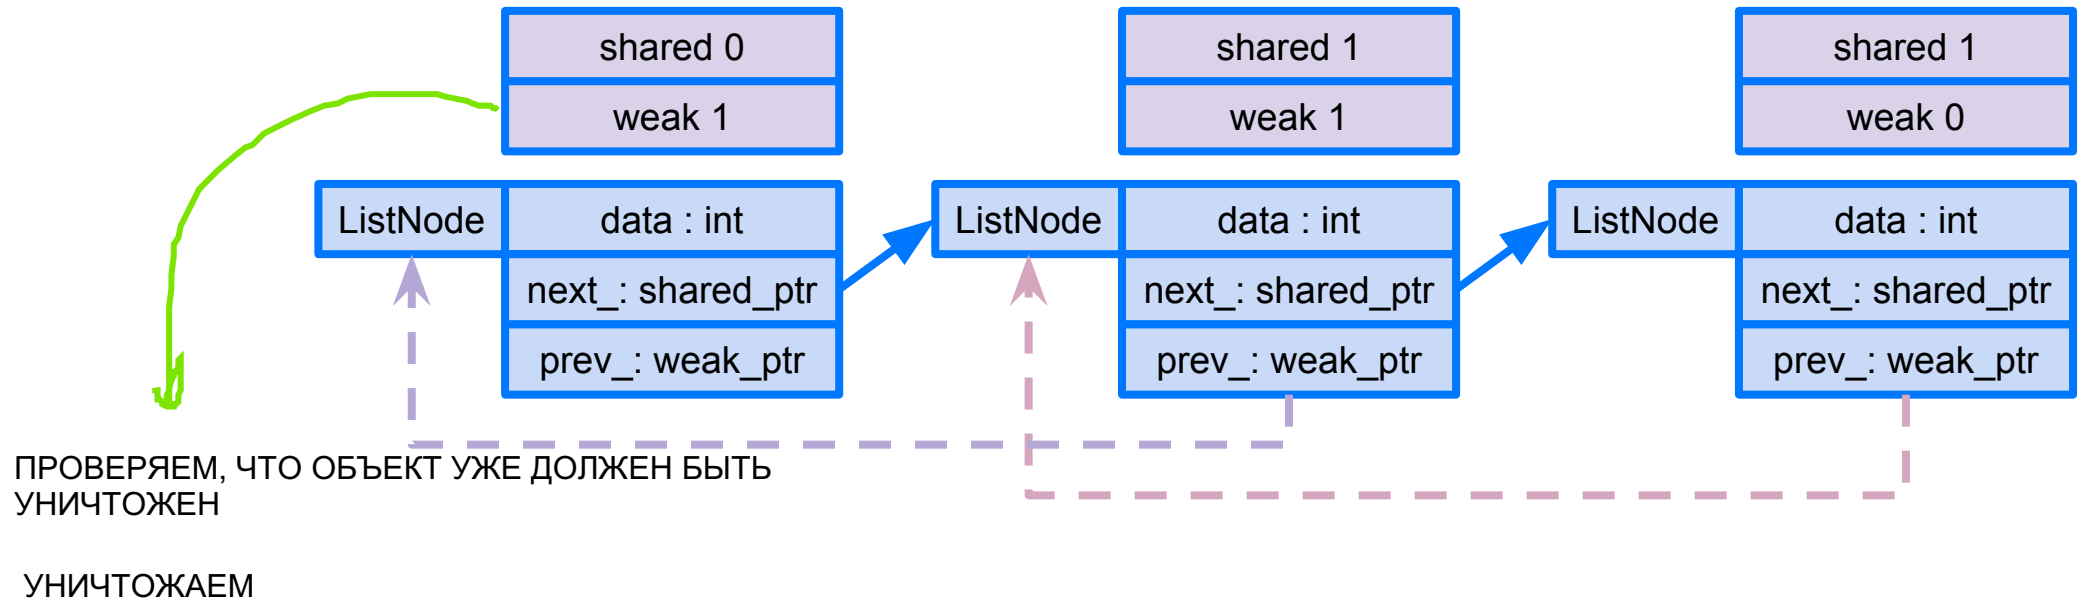 shared 0
shared 1
shared 1
weak 1
weak 1
weak 0
ListNode
data : int
ListNode
data : int
ListNode
data : int
next_: shared_ptr
next_: shared_ptr
next_: shared_ptr
prev_: weak_ptr
prev_: weak_ptr
prev_: weak_ptr
ПРОВЕРЯЕМ, ЧТО ОБЪЕКТ УЖЕ ДОЛЖЕН БЫТЬ
УНИЧТОЖЕН
УНИЧТОЖАЕМ